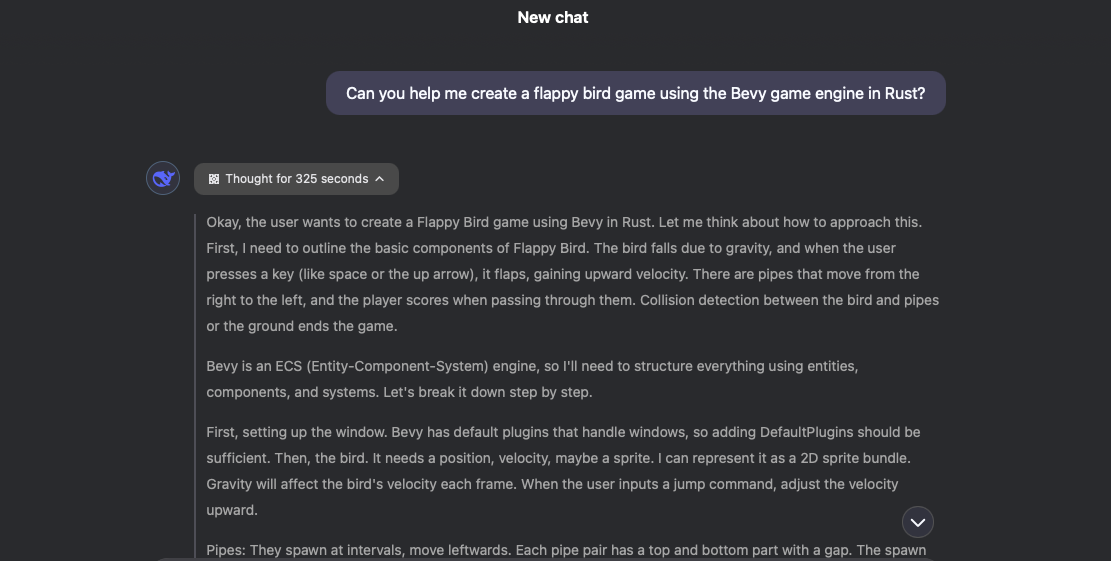 New chat
Can you help me create a flappy bird game using the Bevy game engine in Rust?
Thought for 325 seconds
Okay, the user wants to create a Flappy Bird game using Bevy in Rust. Let me think about how to approach this.
First, I need to outline the basic components of Flappy Bird. The bird falls due to gravity, and when the user
presses a key (like space or the up arrow), it flaps, gaining upward velocity. There are pipes that move from the
right to the left, and the player scores when passing through them. Collision detection between the bird and pipes
or the ground ends the game.
Bevy is an ECS (Entity-Component-System) engine, so I'll need to structure everything using entities,
components, and systems. Let's break it down step by step.
First, setting up the window. Bevy has default plugins that handle windows, so adding DefaultPlugins should be
sufficient. Then, the bird. It needs a position, velocity, maybe a sprite. I can represent it as a 2D sprite bundle.
Gravity will affect the bird's velocity each frame. When the user inputs a jump command, adjust the velocity
upward.
Pipes: They spawn at intervals, move leftwards. Each pipe pair has a top and bottom part with a gap. The spawn